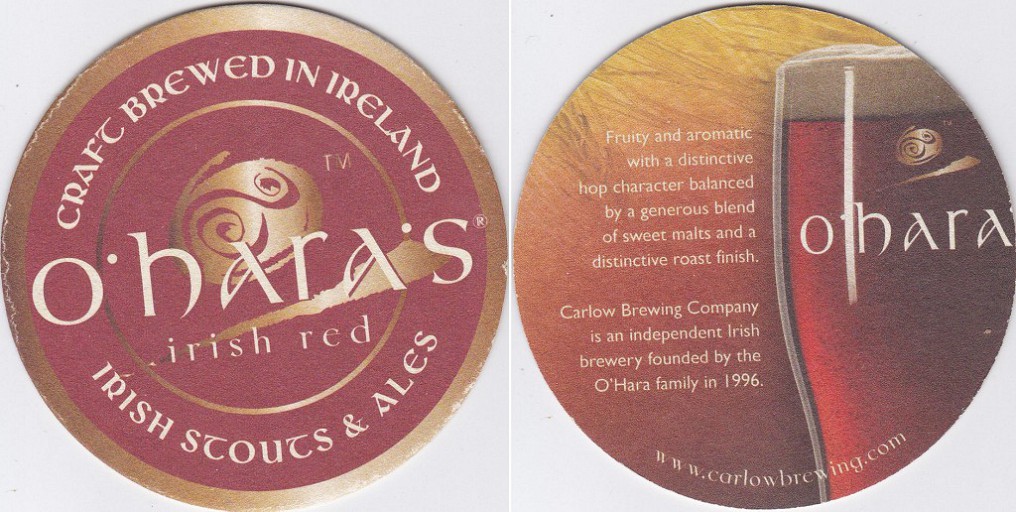 CRAFT BREWED IN IRELAND
TM
O'hARA'S®
irish red
IRISH STOUTS & ALES
Fruity and aromatic
with a distinctive
hop character balanced
by a generous blend
of sweet malts and a
distinctive roast finish.
Carlow Brewing Company
is an independent Irish
brewery founded by the
O'Hara family in 1996.
TM
O'hara'
www.carlowbrewing.com